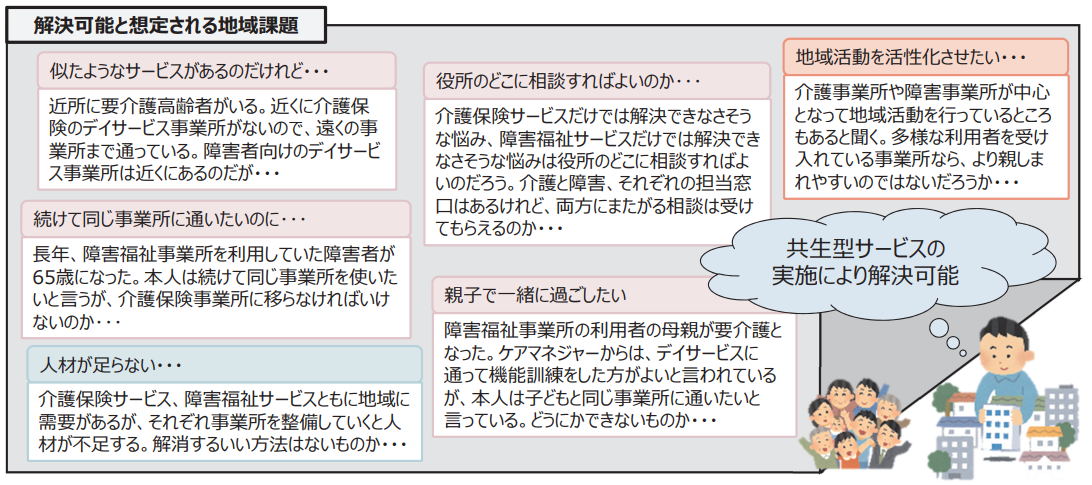 解決可能と想定される地域課題
似たようなサービスがあるのだけれど・・・
近所に要介護高齢者がいる。近くに介護保
険のデイサービス事業所がないので、遠くの事
業所まで通っている。障害者向けのデイサービ
ス事業所は近くにあるのだが・・・
続けて同じ事業所に通いたいのに・・・
長年、障害福祉事業所を利用していた障害者が
65歳になった。本人は続けて同じ事業所を使いた
いと言うが、介護保険事業所に移らなければいけ
ないのか・・・
人材が足らない・・・
介護保険サービス、障害福祉サービスともに地域に
需要があるが、それぞれ事業所を整備していくと人
材が不足する。解消するいい方法はないものか・・・
役所のどこに相談すればよいのか・・・
介護保険サービスだけでは解決できなさそ
うな悩み、障害福祉サービスだけでは解決でき
なさそうな悩みは役所のどこに相談すればよ
いのだろう。介護と障害、それぞれの担当窓
口はあるけれど、両方にまたがる相談は受け
てもらえるのか・・・
親子で一緒に過ごしたい
障害福祉事業所の利用者の母親が要介護と
なった。ケアマネジャーからは、デイサービスに
通って機能訓練をした方がよいと言われている
が、本人は子どもと同じ事業所に通いたいと
言っている。どうにかできないものか・・・
地域活動を活性化させたい・・・
介護事業所や障害事業所が中心
となって地域活動を行っているところ
もあると聞く。多様な利用者を受け
入れている事業所なら、より親しま
れやすいのではないだろうか・・・
共生型サービスの
実施により解決可能